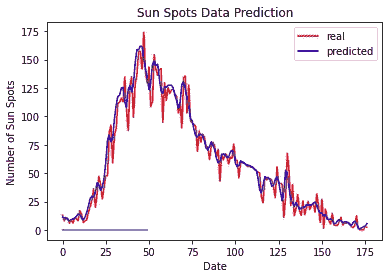 Sun Spots Data Prediction
real
predicted
Number of Sun Spots
175
150
125
100
75
50
25
0
0 25 50 75 100 125 150 175
Date